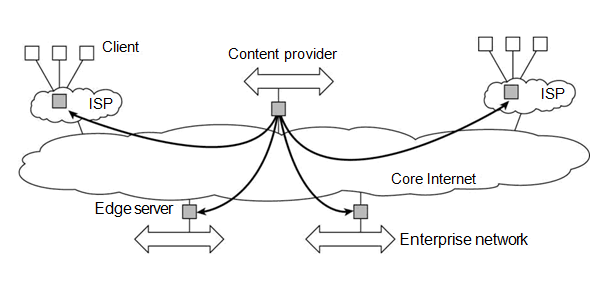 Client
Content provider
ISP
ISP
Core Internet
Edge server
Enterprise network